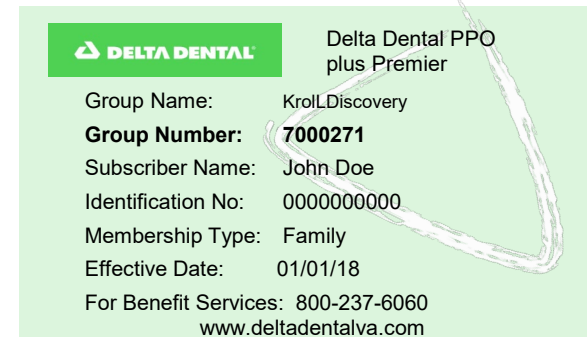 DELTA DENTAL
Delta Dental PPO
plus Premier
Group Name: KrolLDiscovery
Group Number: 7000271
Subscriber Name: John Doe
Identification No: 0000000000
Membership Type: Family
Effective Date: 01/01/18
For Benefit Services: 800-237-6060
www.deltadentalva.com